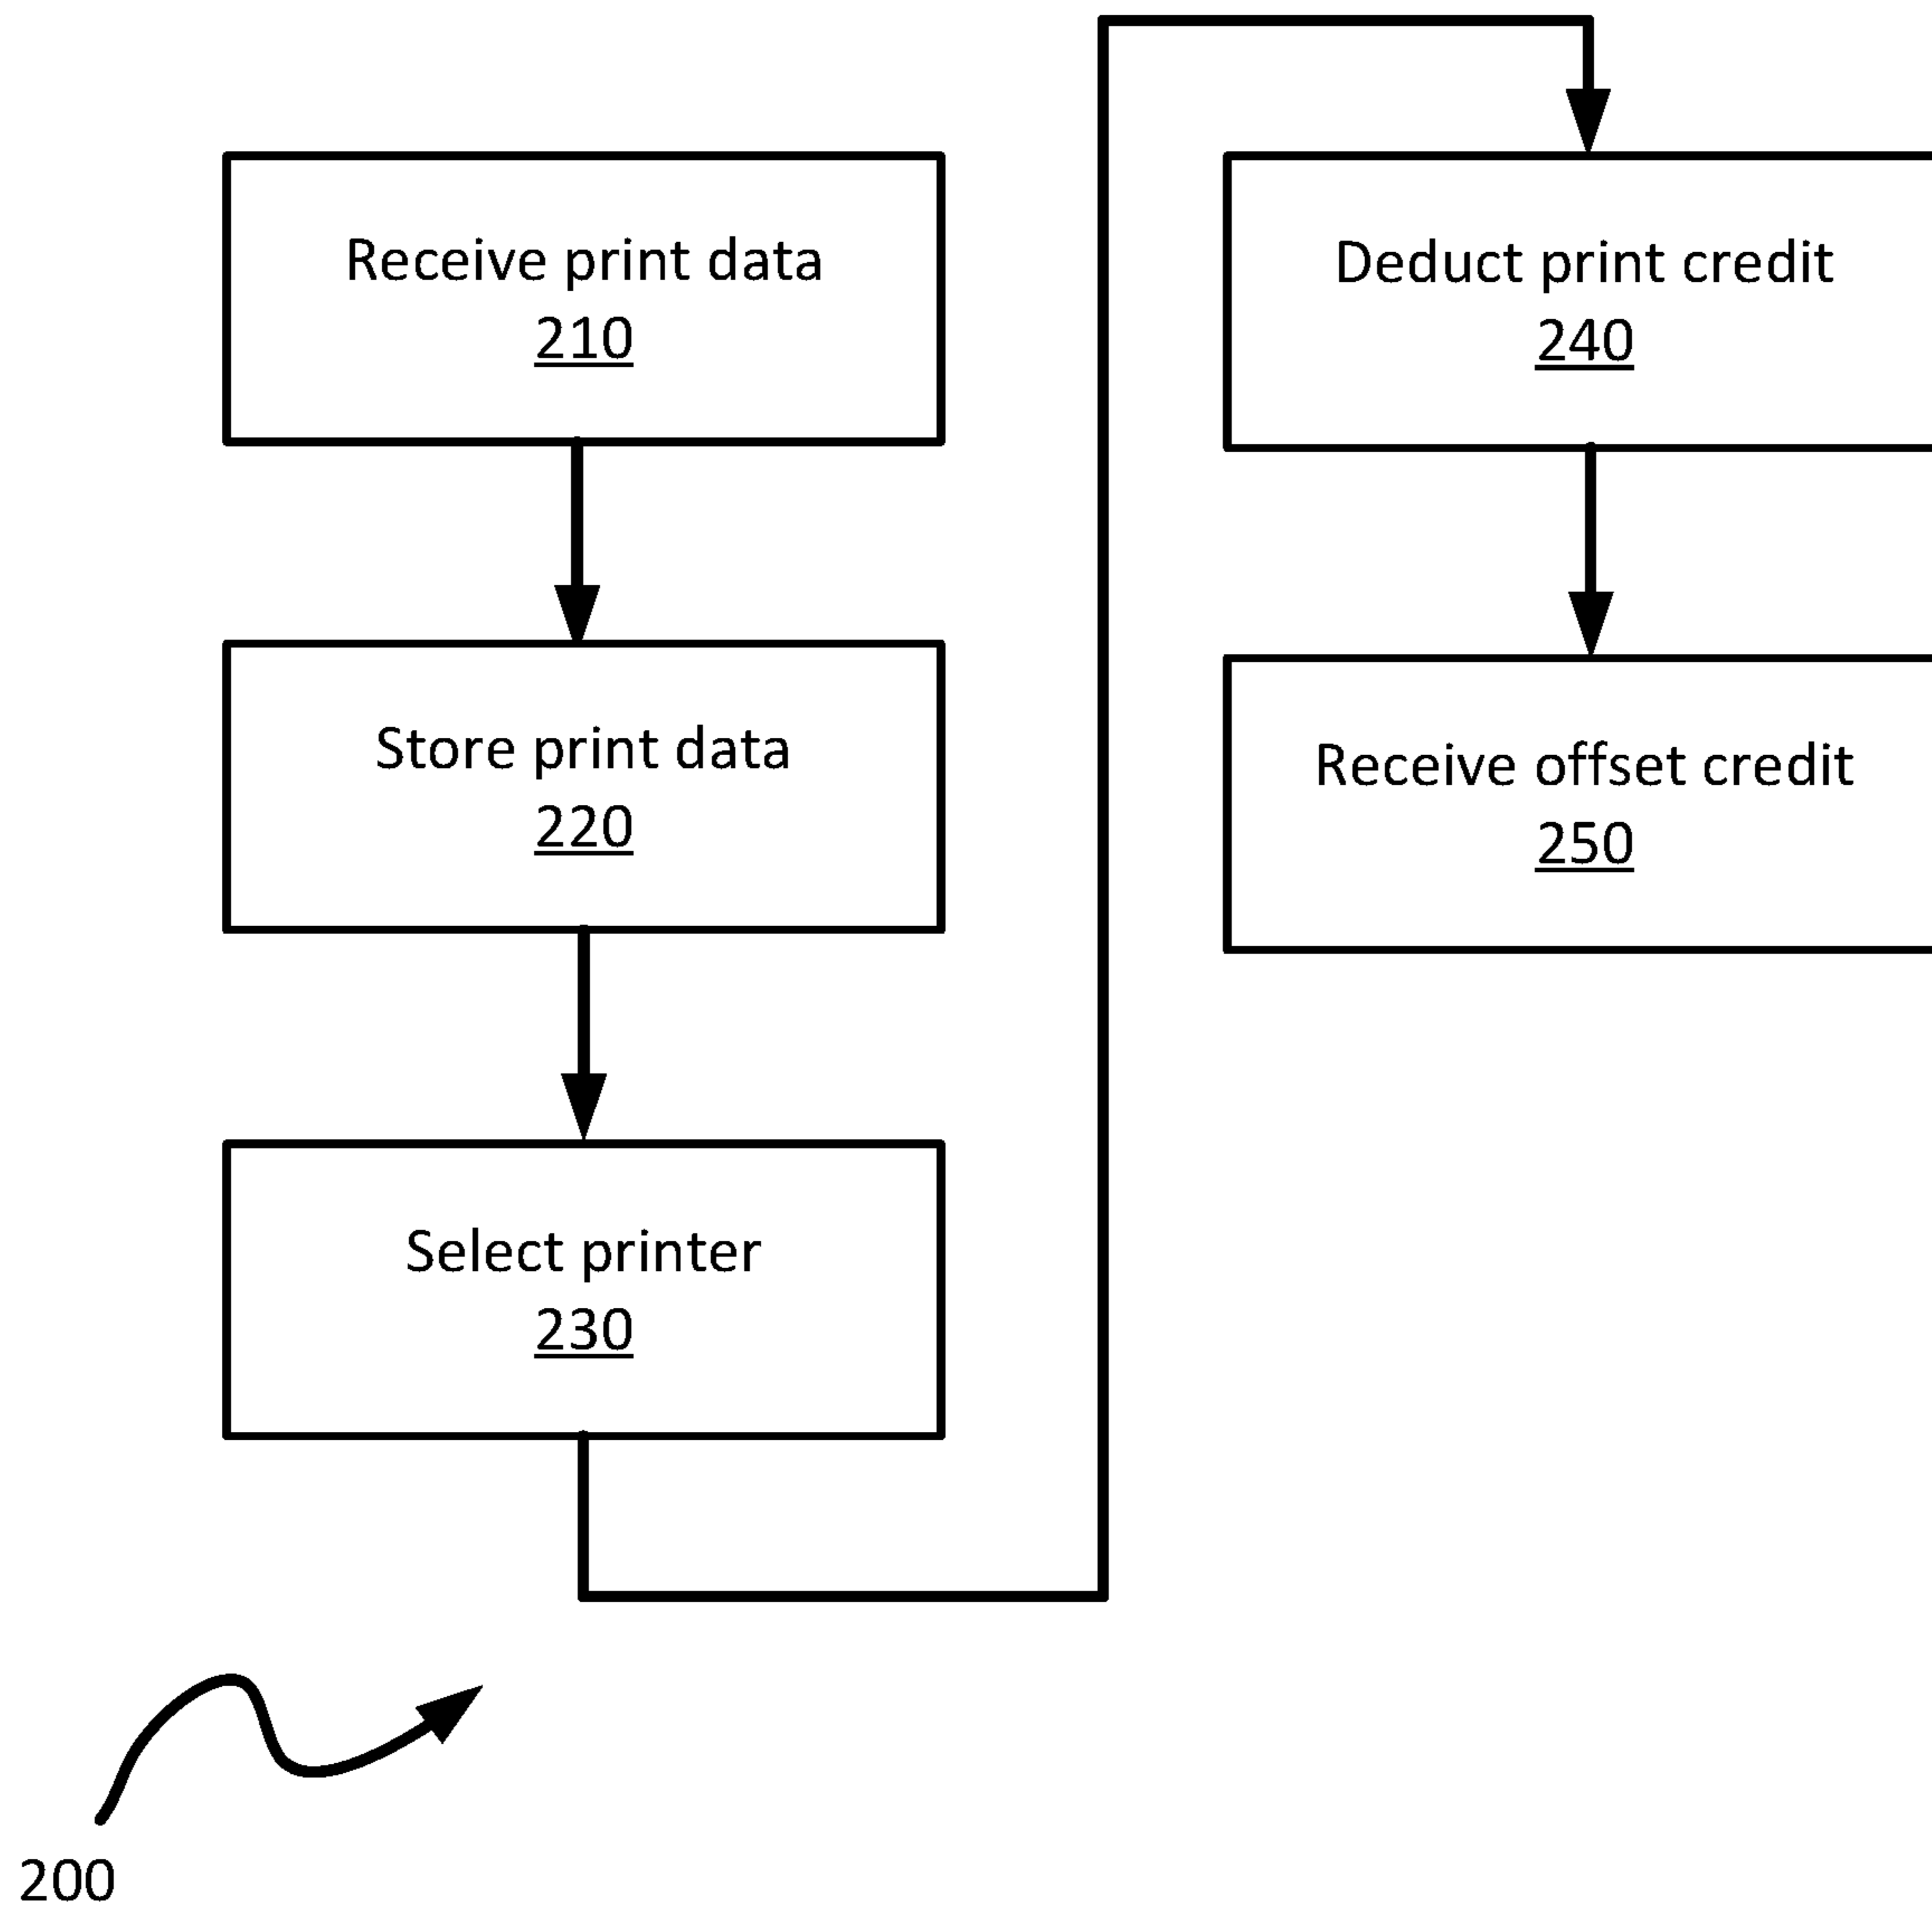 Receive print data
210
Store print data
220
Select printer
230
Deduct print credit
240
Receive offset credit
250
200